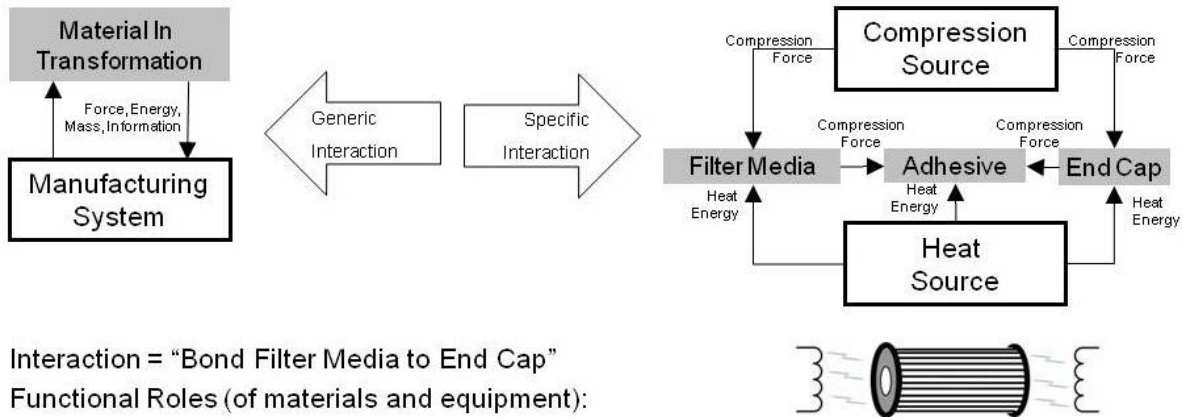 Material In
Transformation
Force, Energy,
Mass, Information
Manufacturing
System
Generic
Interaction
Specific
Interaction
Compression
Force
Compression
Source
Compression
Force
Compression
Force
Compression
Force
Filter Media
Adhesive
End Cap
Heat
Energy
Heat
Energy
Heat
Energy
Heat
Source
Interaction = “Bond Filter Media to End Cap”
Functional Roles (of materials and equipment):